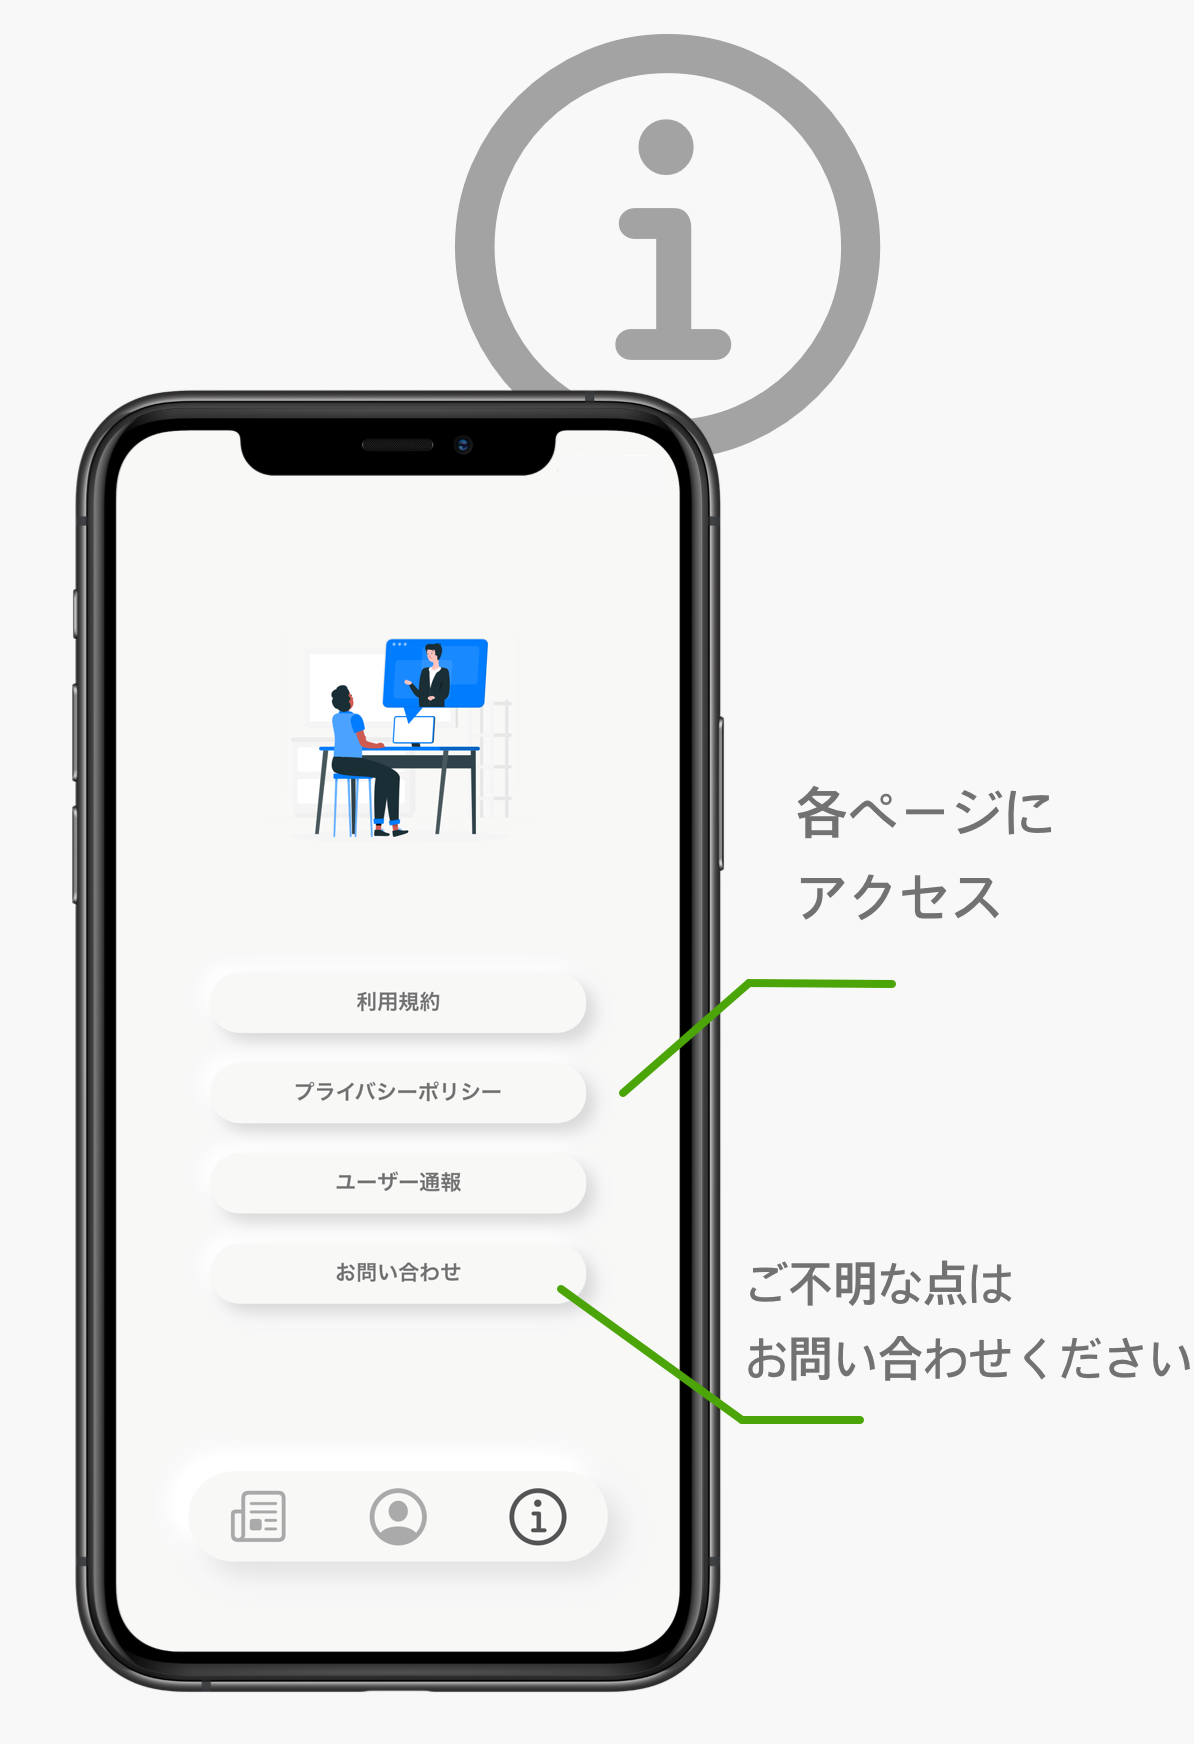 各ページに
アクセス
利用規約
プライバシーポリシー
ユーザー通報
お問い合わせ
ご不明な点は
お問い合わせください